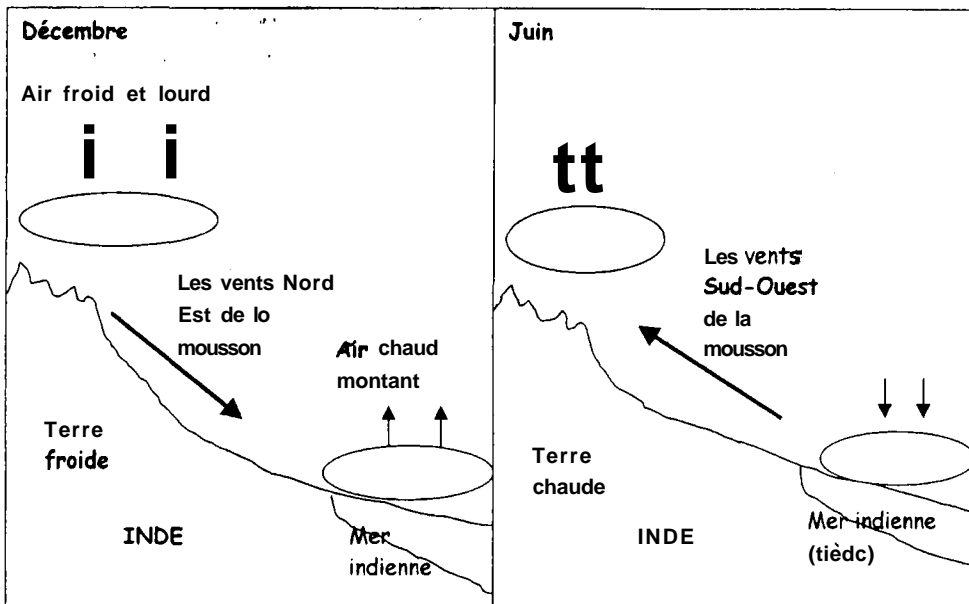 Décembre
Air froid et lourd
i i
Les vents Nord
Est de lo
mousson
Air chaud
montant
Terre
froide
INDE
Mer
indienne
Juin
tt
Les vents
Sud-Ouest
de la
mousson
Terre
chaude
INDE
Mer indienne
(tièdc)